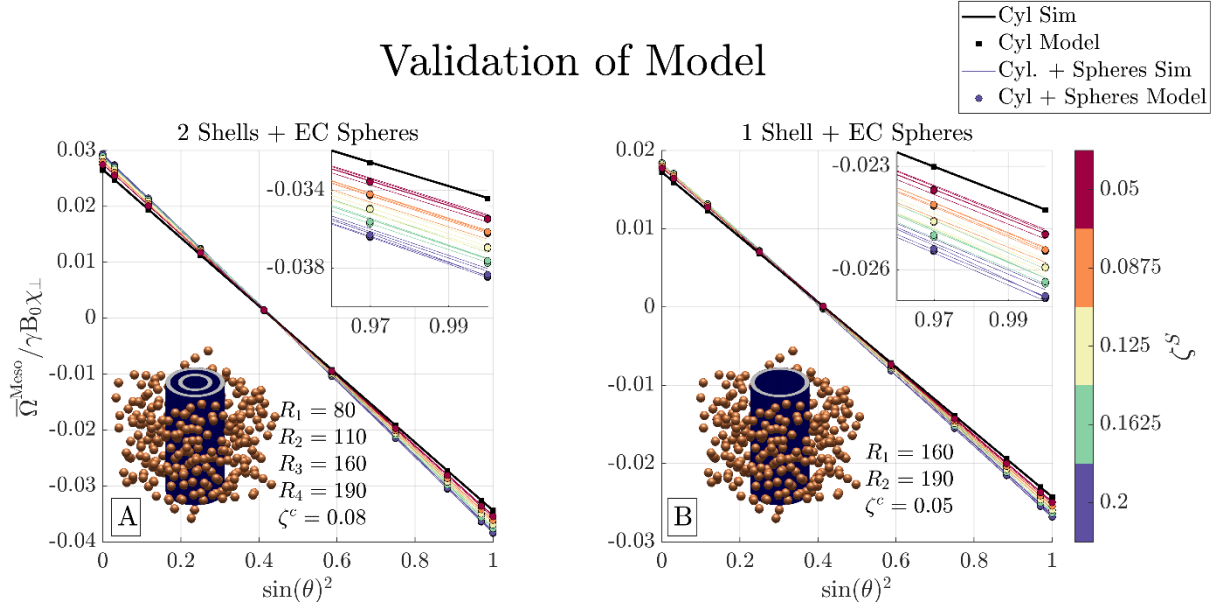 Validation of Model
Cyl Sim
Cyl Model
Cyl. + Spheres Sim
Cyl + Spheres Model
2 Shells + EC Spheres
0.03
0.02
0.01
0
-0.01
-0.02
-0.03
-0.04
0 0.2 0.4 0.6 0.8 1
sin(θ)²
Ω̅ᴹᵉˢᵒ/γB₀χ⊥
-0.034
-0.038
0.97 0.99
R₁ = 80
R₂ = 110
R₃ = 160
R₄ = 190
ζᶜ = 0.08
A
1 Shell + EC Spheres
0.02
0.01
0
-0.01
-0.02
-0.03
0 0.2 0.4 0.6 0.8 1
sin(θ)²
-0.023
-0.026
0.97 0.99
R₁ = 160
R₂ = 190
ζᶜ = 0.05
B
0.05
0.0875
0.125
0.1625
0.2
ζˢ